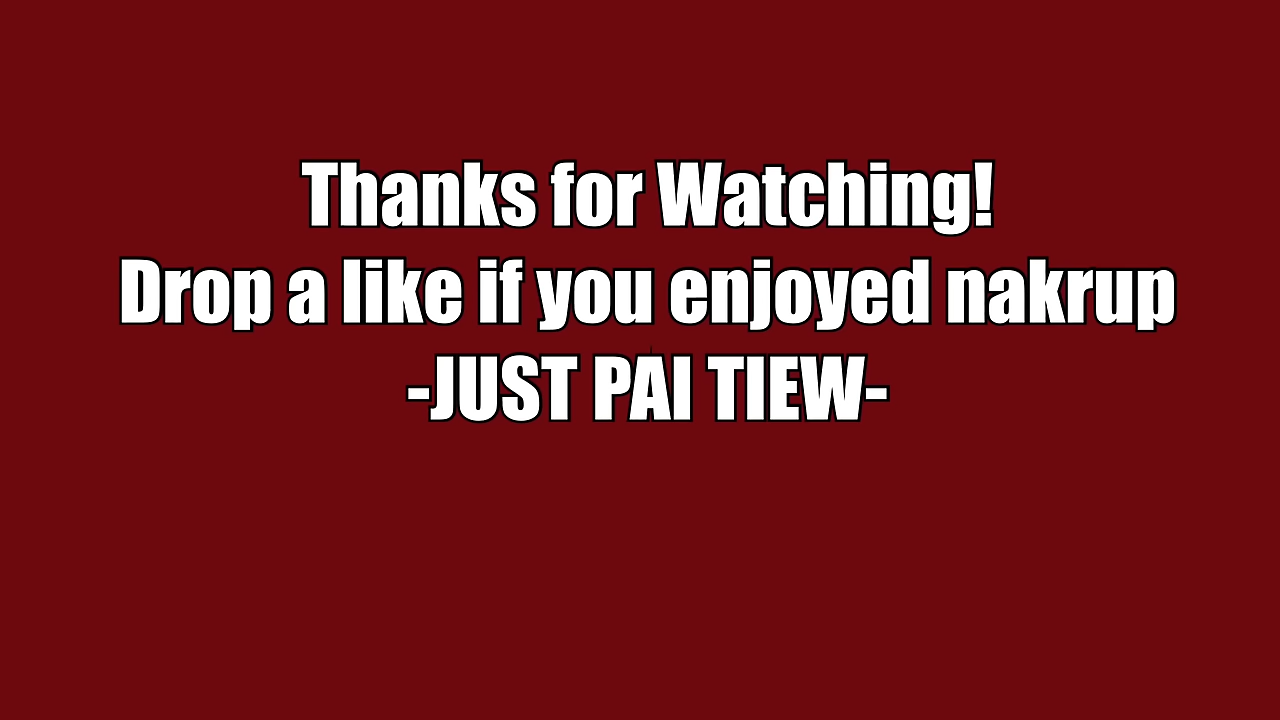 Thanks for Watching!
Drop a like if you enjoyed nakrup
-JUST PAI TIEW-